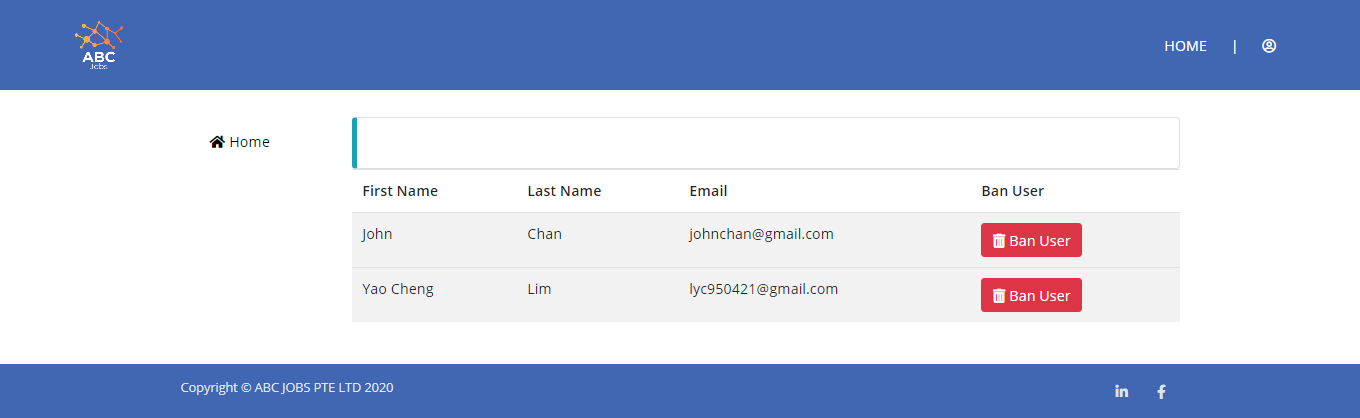 ABC
Jobs
HOME |
Home
First Name Last Name Email Ban User
John Chan johnchan@gmail.com Ban User
Yao Cheng Lim lyc950421@gmail.com Ban User
Copyright © ABC JOBS PTE LTD 2020